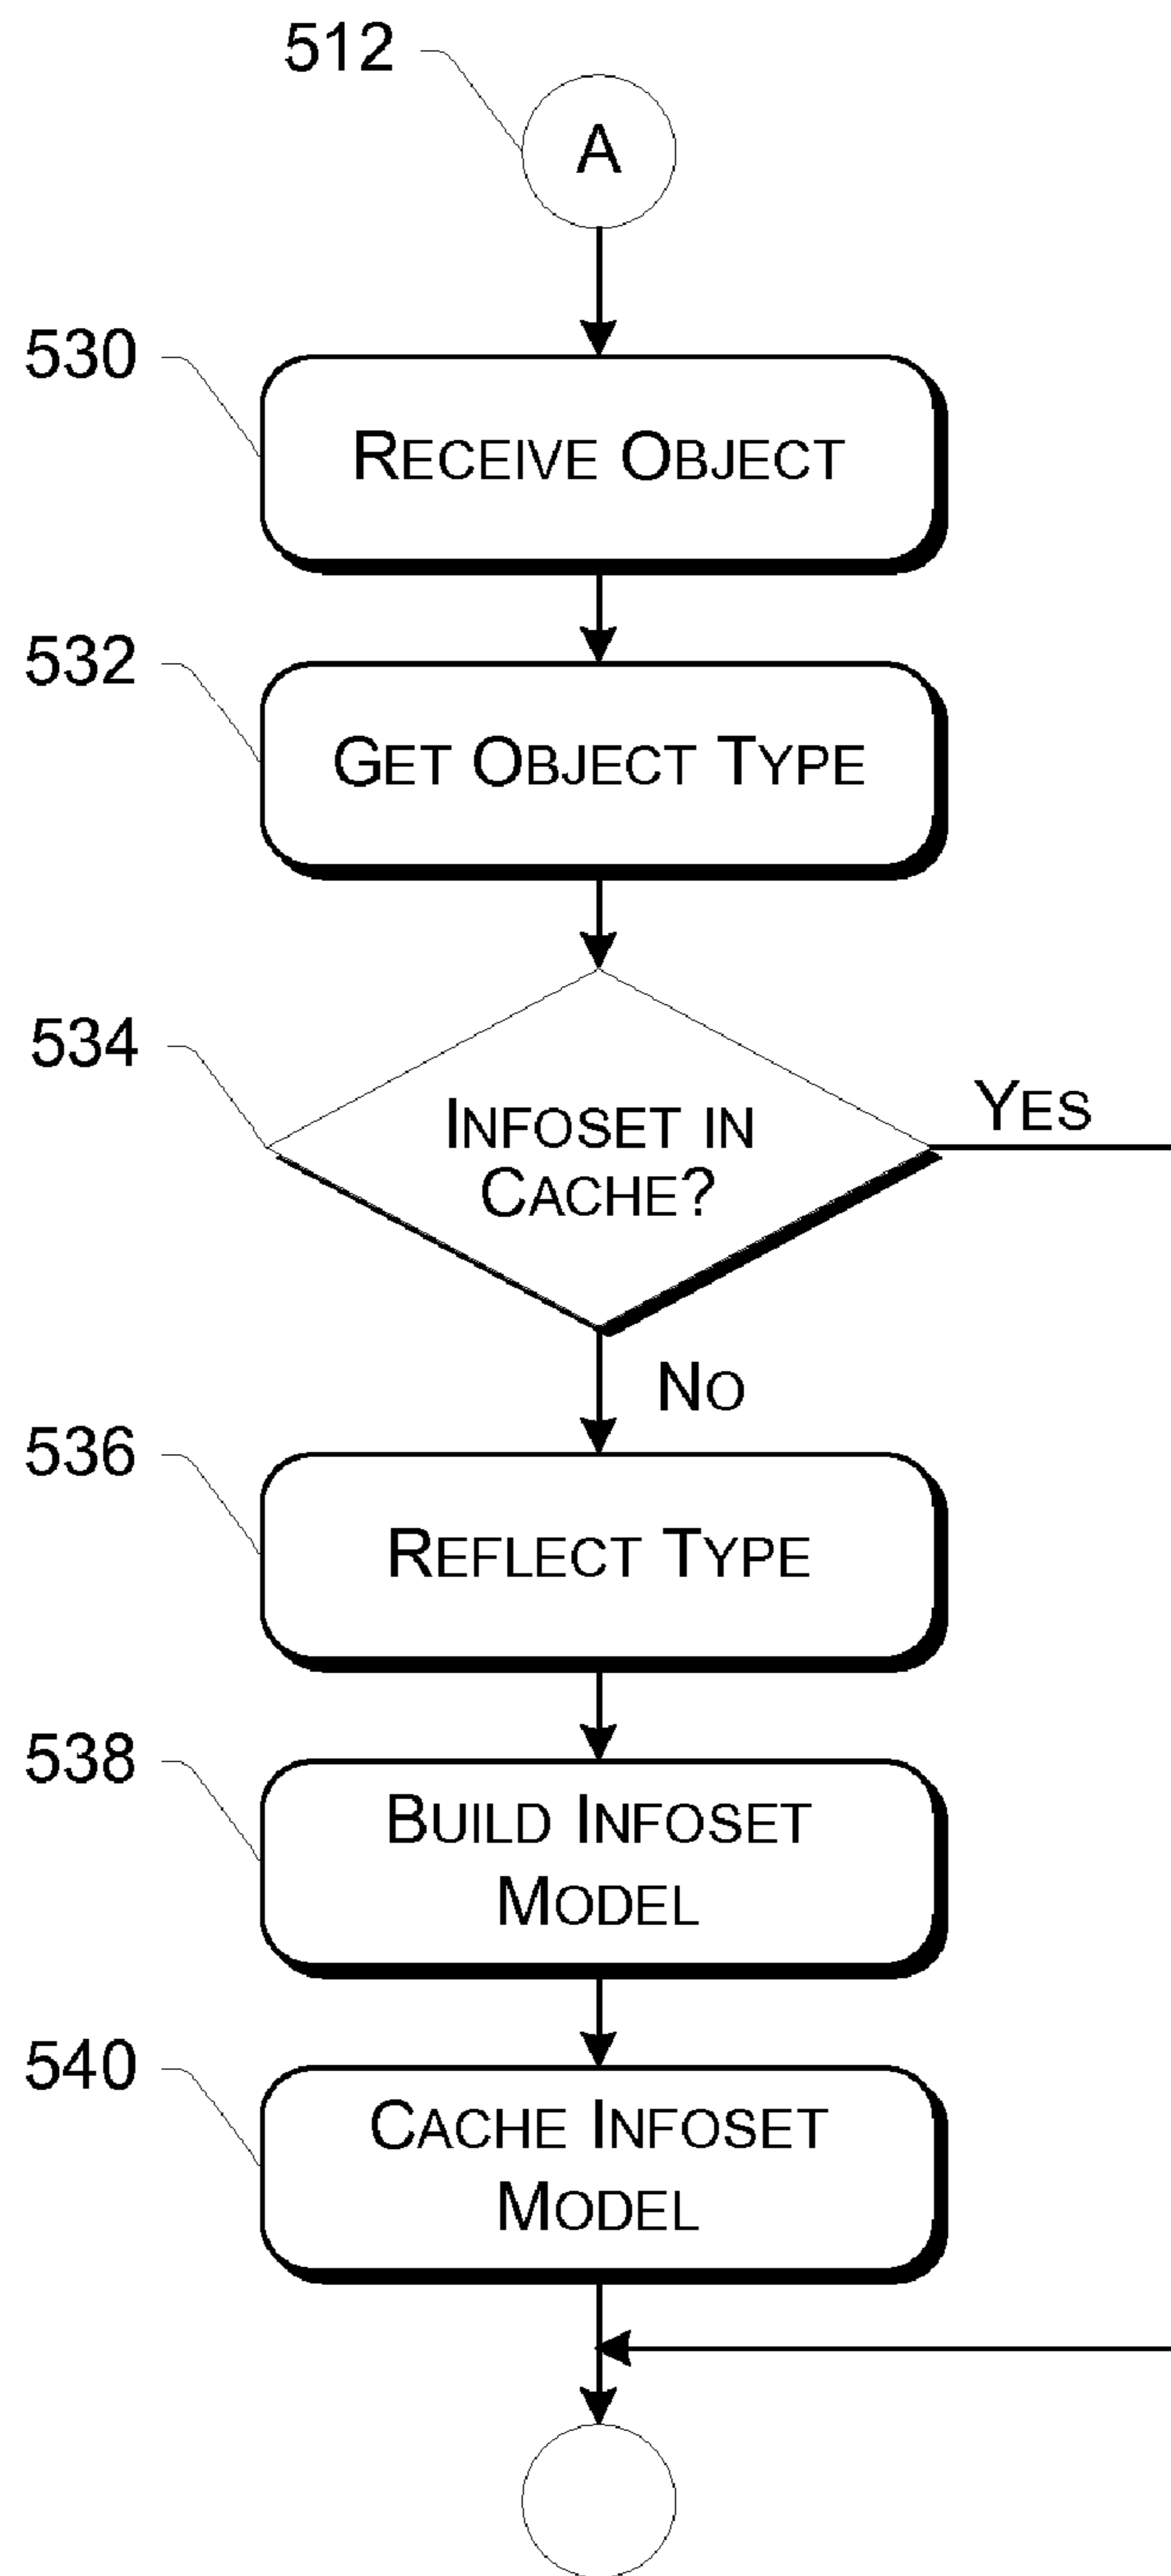 512
A
530
RECEIVE OBJECT
532
GET OBJECT TYPE
534
INFOSET IN
CACHE?
YES
NO
536
REFLECT TYPE
538
BUILD INFOSET
MODEL
540
CACHE INFOSET
MODEL